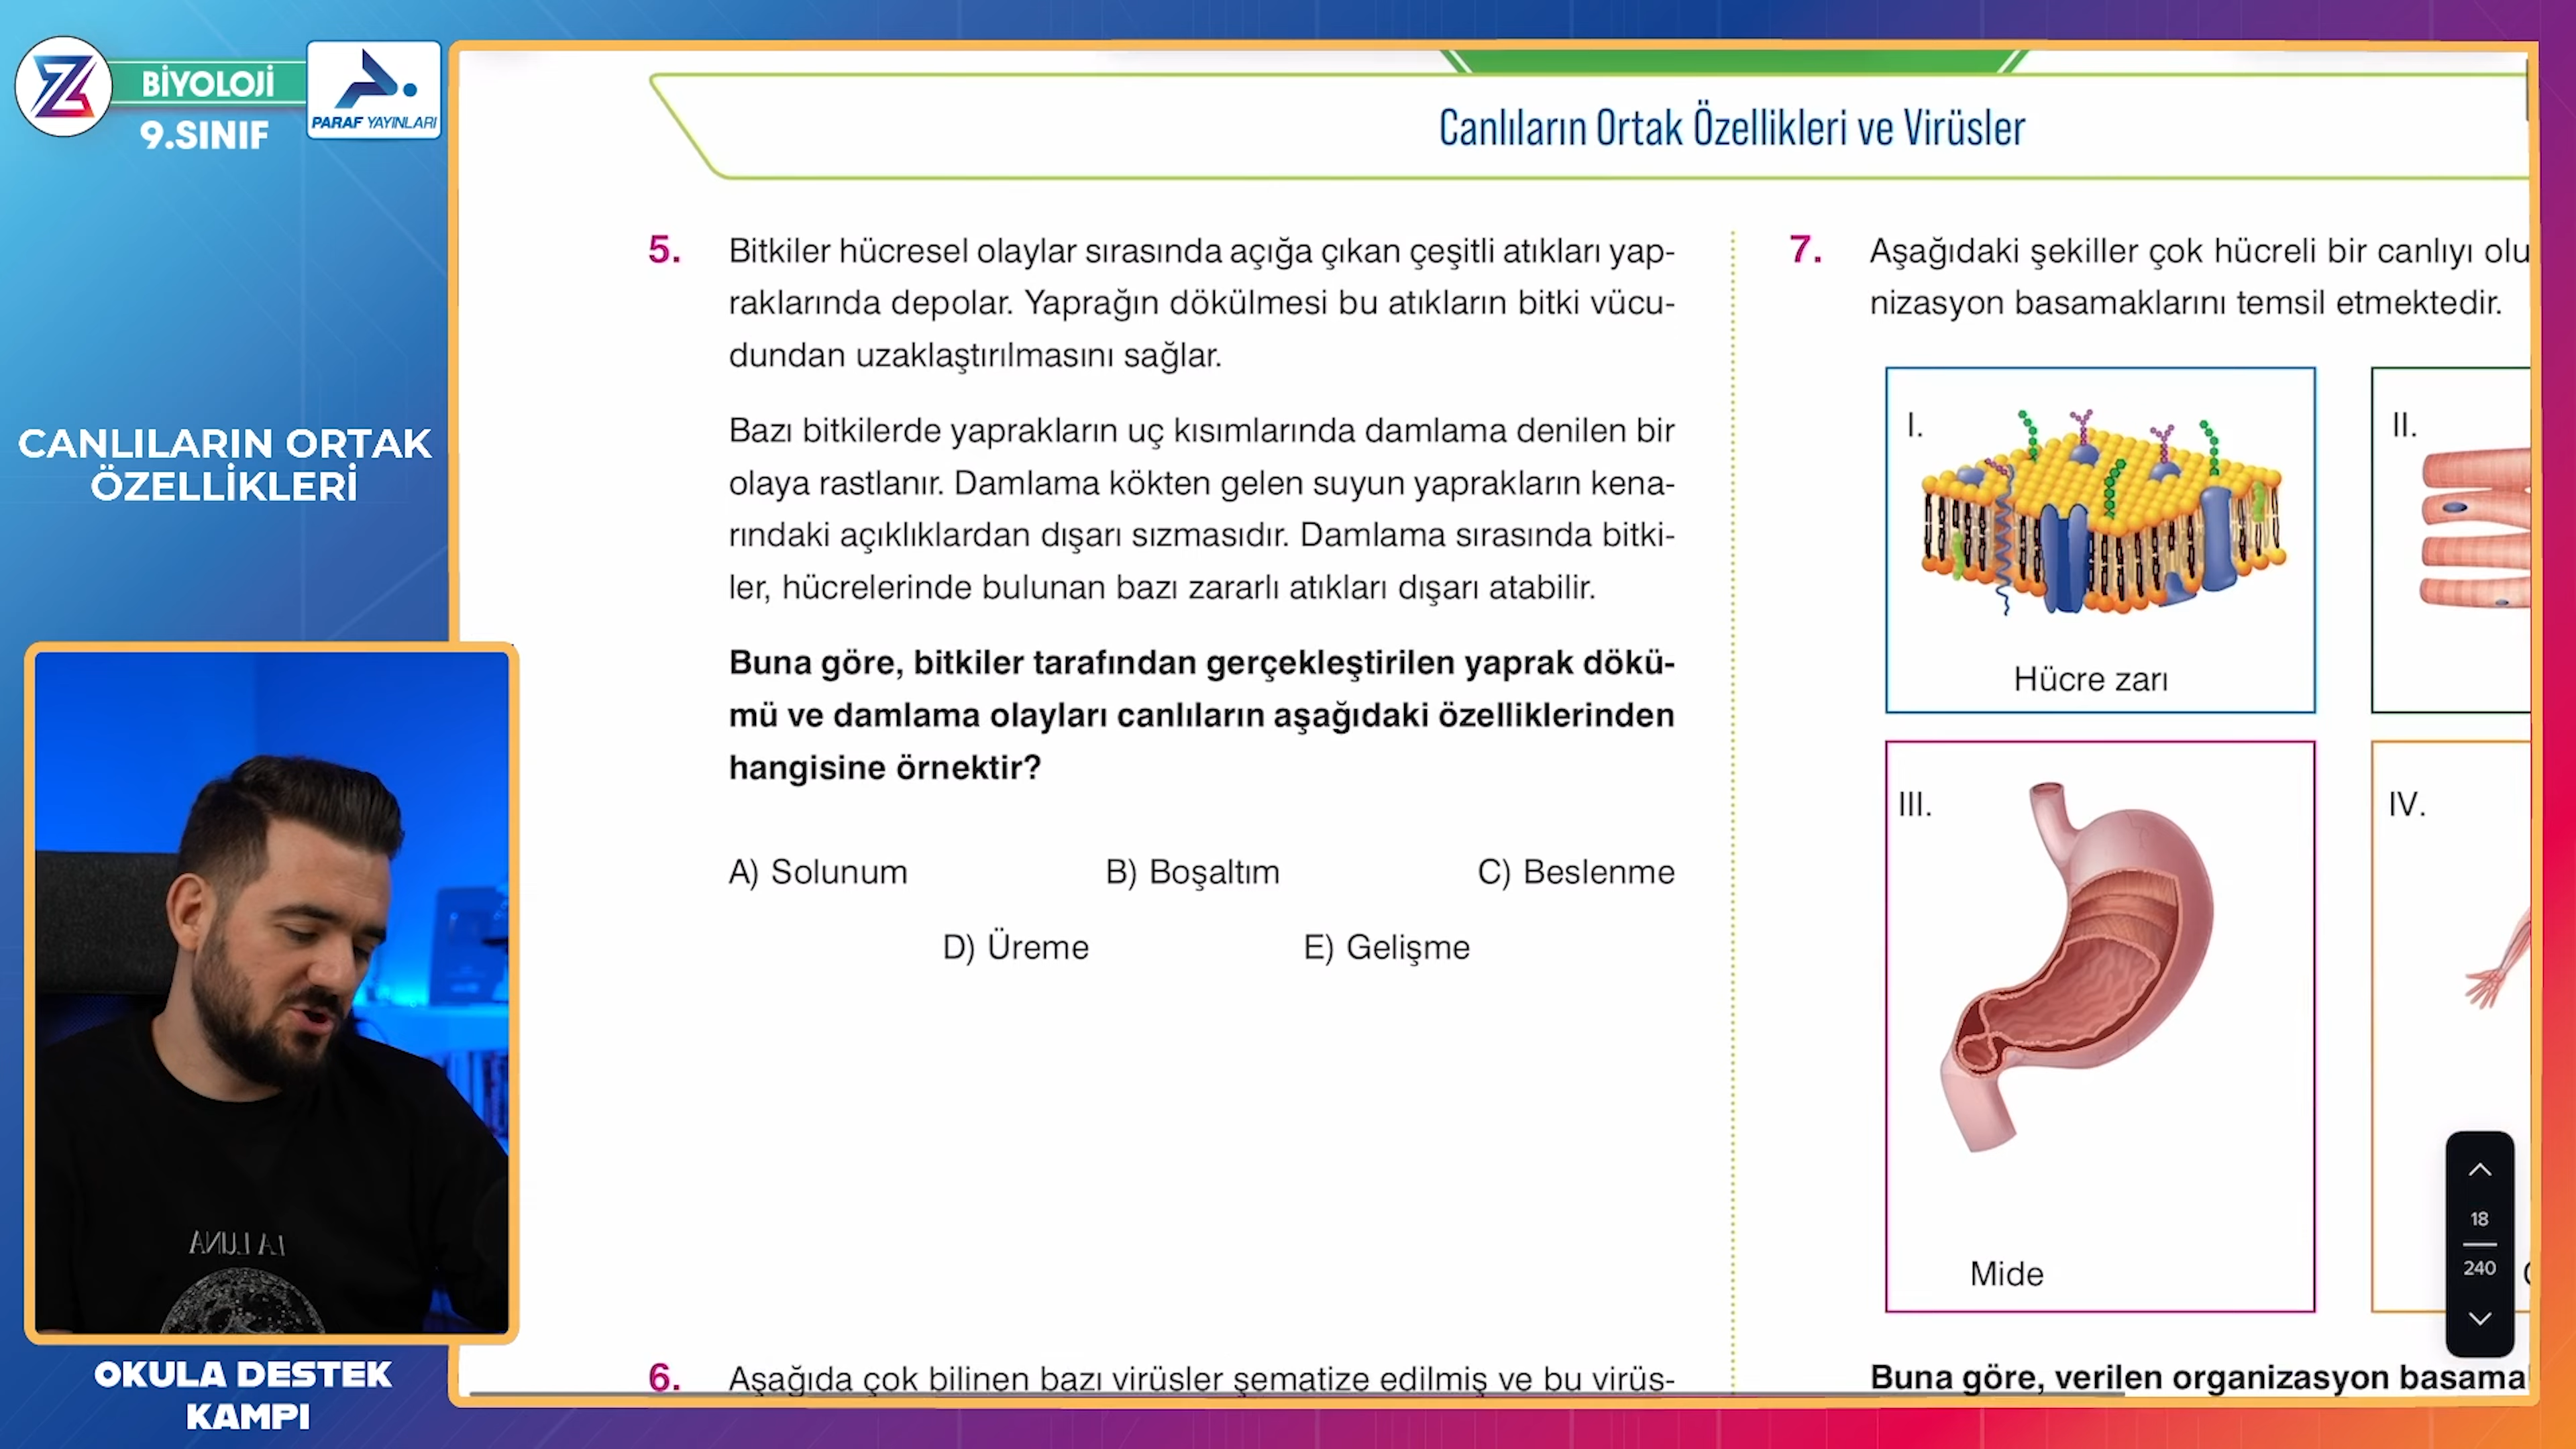 BİYOLOJİ
9.SINIF
PARAF YAYINLARI
CANLILARIN ORTAK
ÖZELLİKLERİ
Canlıların Ortak Özellikleri ve Virüsler
5. Bitkiler hücresel olaylar sırasında açığa çıkan çeşitli atıkları yap-
raklarında depolar. Yaprağın dökülmesi bu atıkların bitki vücu-
dundan uzaklaştırılmasını sağlar.
Bazı bitkilerde yaprakların uç kısımlarında damlama denilen bir
olaya rastlanır. Damlama kökten gelen suyun yaprakların kena-
rındaki açıklıklardan dışarı sızmasıdır. Damlama sırasında bitki-
ler, hücrelerinde bulunan bazı zararlı atıkları dışarı atabilir.
Buna göre, bitkiler tarafından gerçekleştirilen yaprak dökü-
mü ve damlama olayları canlıların aşağıdaki özelliklerinden
hangisine örnektir?
A) Solunum B) Boşaltım C) Beslenme
D) Üreme E) Gelişme
6. Aşağıda çok bilinen bazı virüsler şematize edilmiş ve bu virüs-
7. Aşağıdaki şekiller çok hücreli bir canlıyı olu
nizasyon basamaklarını temsil etmektedir.
I.
Hücre zarı
II.
III.
Mide
IV.
Buna göre, verilen organizasyon basama
18
240
LA LUNA
OKULA DESTEK
KAMPI